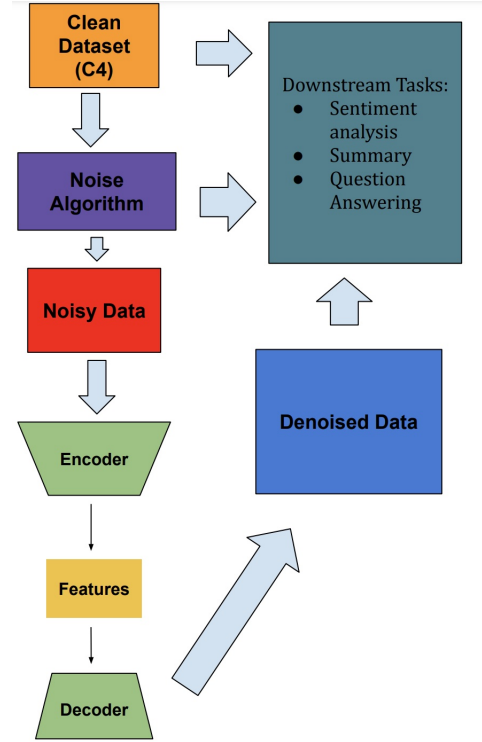 Clean
Dataset
(C4)
Downstream Tasks:
● Sentiment
analysis
● Summary
● Question
Answering
Noise
Algorithm
Noisy Data
Denoised Data
Encoder
Features
Decoder